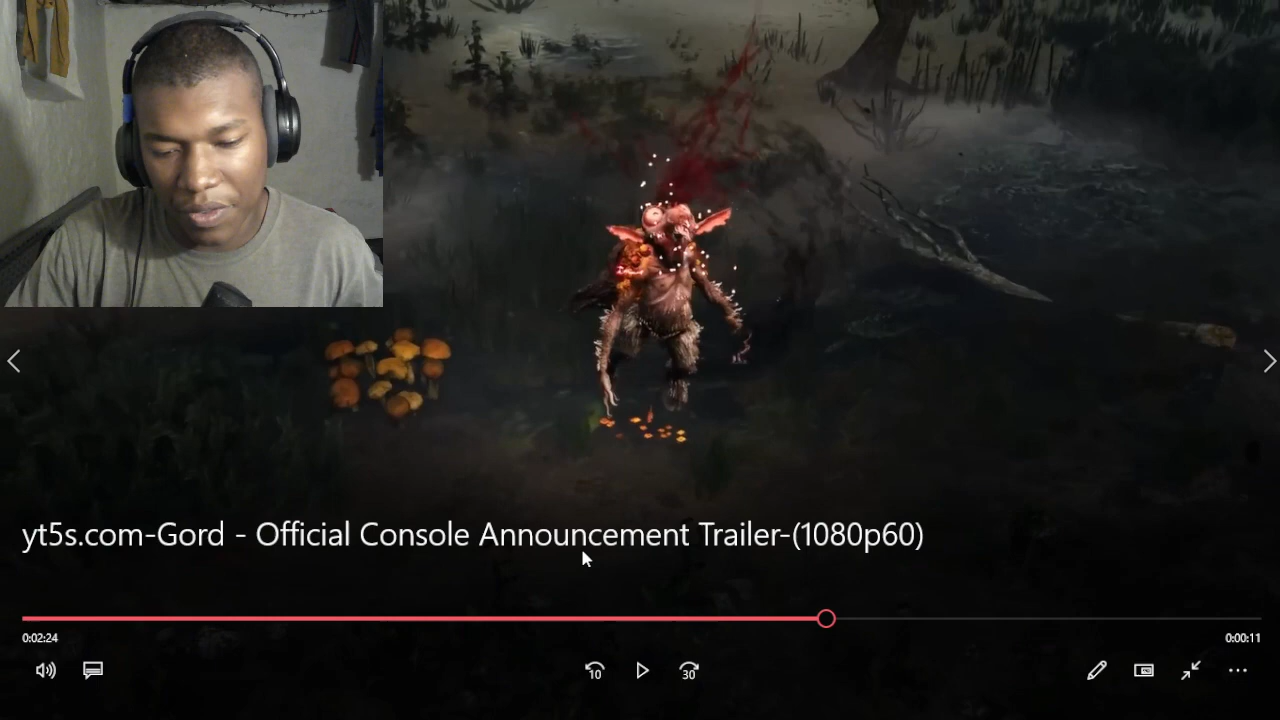 yt5s.com-Gord - Official Console Announcement Trailer-(1080p60)
0:02:24
0:00:11
10
30